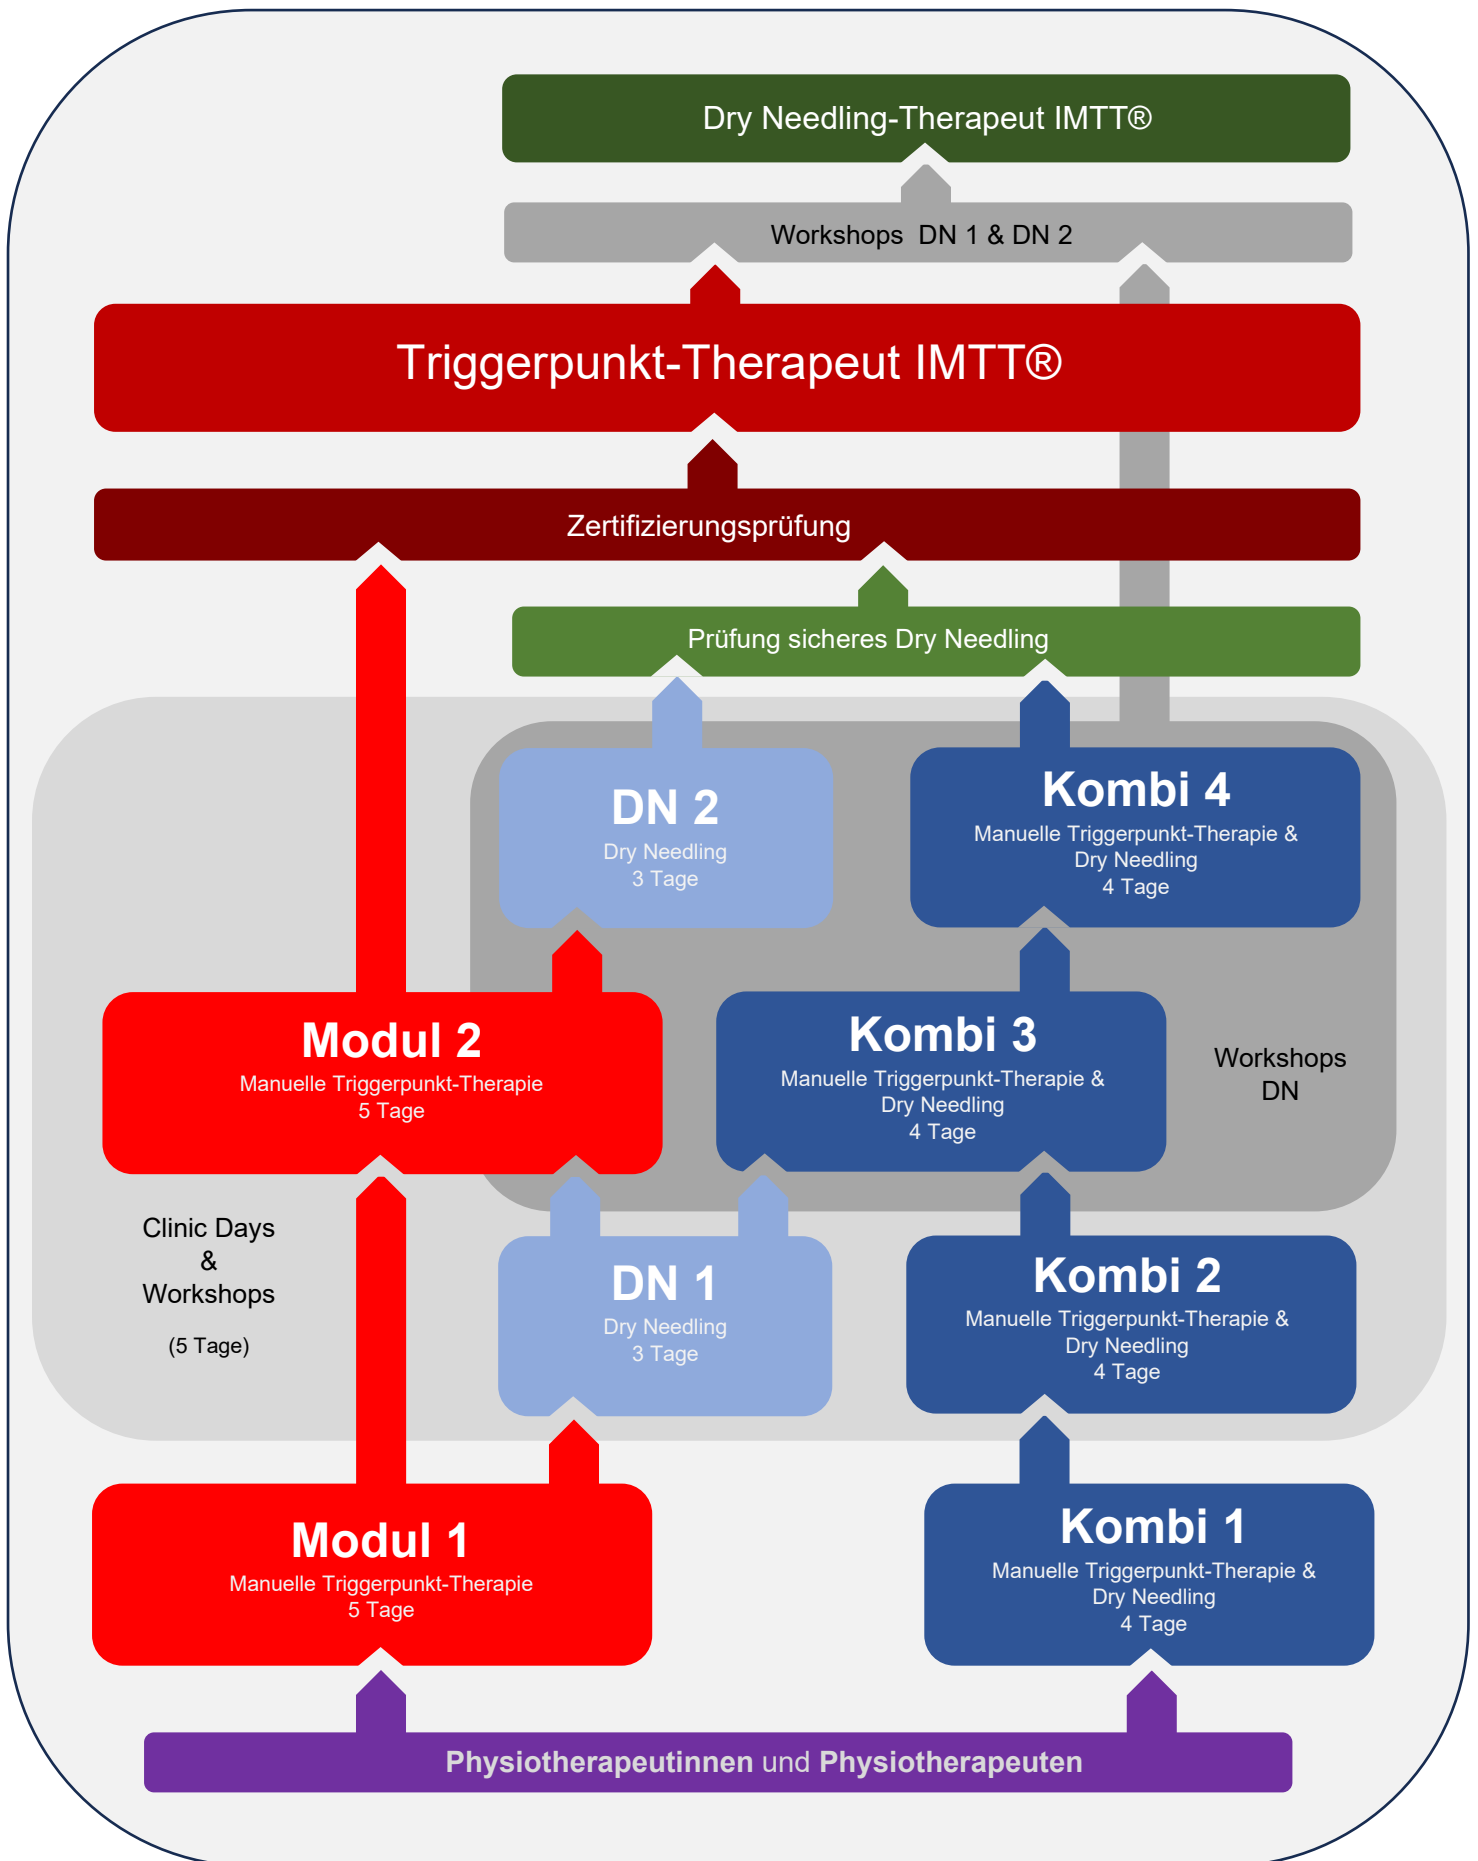 Dry Needling-Therapeut IMTT®
Workshops  DN 1 & DN 2
Triggerpunkt-Therapeut IMTT®
Zertifizierungsprüfung
Prüfung sicheres Dry Needling
DN 2
Dry Needling
3 Tage
Kombi 4
Manuelle Triggerpunkt-Therapie &
Dry Needling
4 Tage
Modul 2
Manuelle Triggerpunkt-Therapie
5 Tage
Kombi 3
Manuelle Triggerpunkt-Therapie &
Dry Needling
4 Tage
Workshops
DN
Clinic Days
&
Workshops
(5 Tage)
DN 1
Dry Needling
3 Tage
Kombi 2
Manuelle Triggerpunkt-Therapie &
Dry Needling
4 Tage
Modul 1
Manuelle Triggerpunkt-Therapie
5 Tage
Kombi 1
Manuelle Triggerpunkt-Therapie &
Dry Needling
4 Tage
Physiotherapeutinnen und Physiotherapeuten